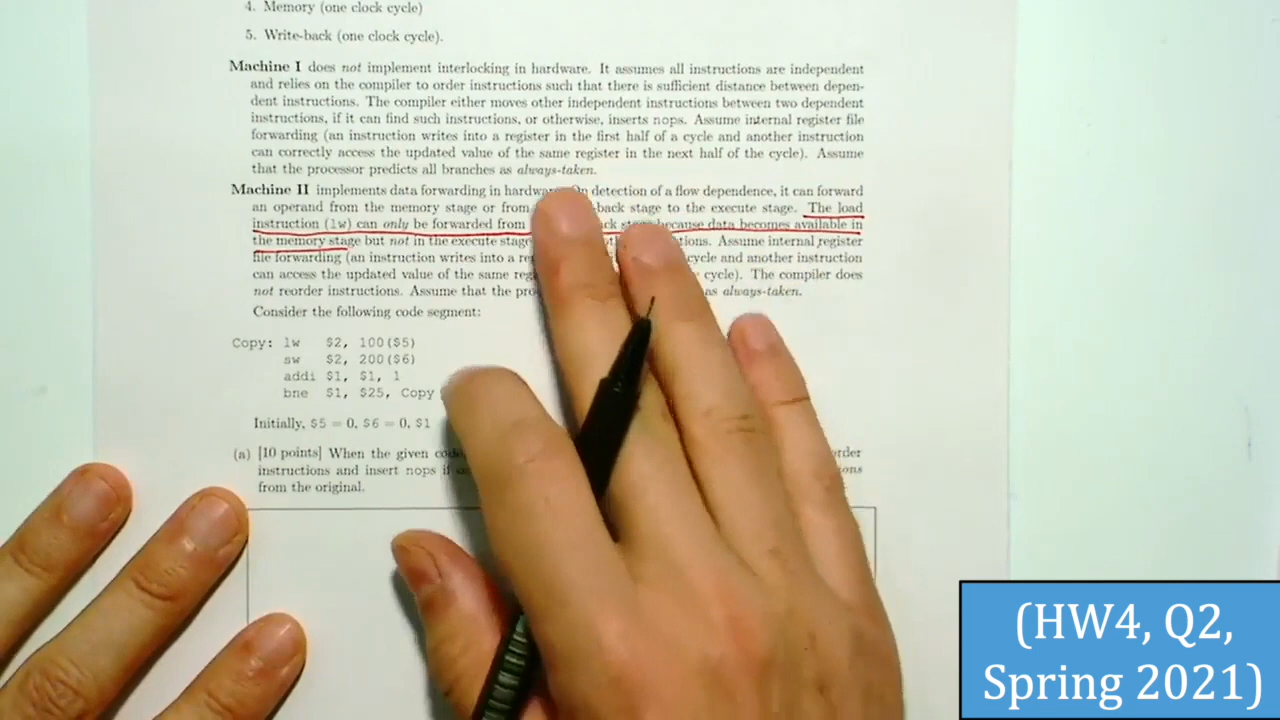 4. Memory (one clock cycle)
5. Write-back (one clock cycle).
Machine I does not implement interlocking in hardware. It assumes all instructions are independent
and relies on the compiler to order instructions such that there is sufficient distance between depen-
dent instructions. The compiler either moves other independent instructions between two dependent
instructions, if it can find such instructions, or otherwise, inserts nops. Assume internal register file
forwarding (an instruction writes into a register in the first half of a cycle and another instruction
can correctly access the updated value of the same register in the next half of the cycle). Assume
that the processor predicts all branches as always-taken.
Machine II implements data forwarding in hardware. On detection of a flow dependence, it can forward
an operand from the memory stage or from back stage to the execute stage. The load
instruction (lw) can only be forwarded from because data becomes available in
the memory stage but not in the execute stage Assume internal register
file forwarding (an instruction writes into a cycle and another instruction
can access the updated value of the same cycle). The compiler does
not reorder instructions. Assume that the as always-taken.
Consider the following code segment:
Copy: lw $2, 100($5)
sw $2, 200($6)
addi $1, $1, 1
bne $1, $25, Copy
Initially, $5 = 0, $6 = 0, $1
(a) [10 points] When the given
instructions and insert nops
from the original.
(HW4, Q2,
Spring 2021)